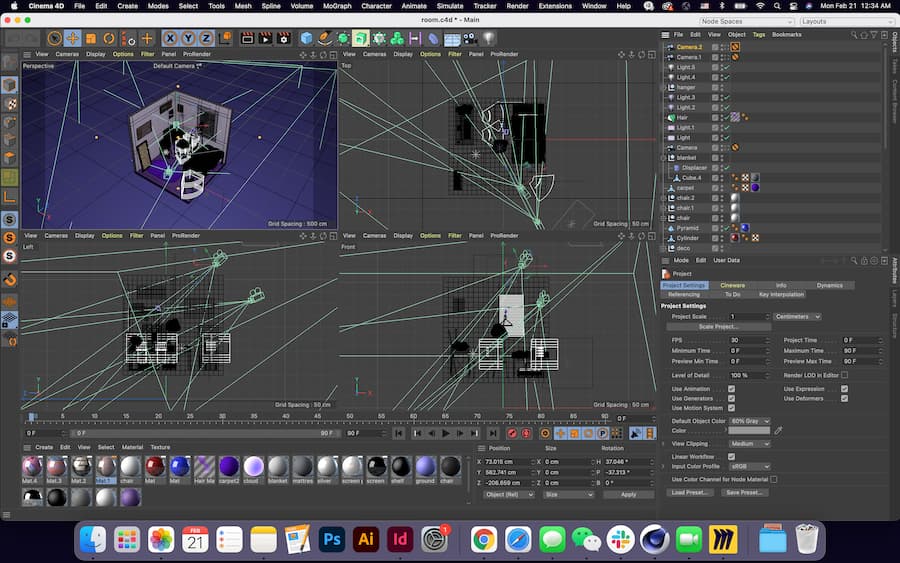 Cinema 4D File Edit Create Modes Select Tools Mesh Spline Volume MoGraph Character Animate Simulate Tracker Render Extensions Window Help Mon Feb 21 12:34 AM
room.c4d * - Main
Node Spaces Layouts
View Cameras Display Options Filter Panel ProRender
Perspective Default Camera
Grid Spacing : 500 cm
View Cameras Display Options Filter Panel ProRender
Top
Grid Spacing : 50 cm
View Cameras Display Options Filter Panel ProRender
Left
Grid Spacing : 50 cm
View Cameras Display Options Filter Panel ProRender
Front
Grid Spacing : 50 cm
File Edit View Object Tags Bookmarks
Camera.2
Camera.1
Light.5
Light.4
hanger
Light.3
Light.2
Hair
Light.1
Light
Camera
blanket
Displacer
Cube.4
carpet
chair.2
chair.1
chair
Pyramid
Cylinder
deco
Objects
Takes
Content Browser
Mode Edit User Data
Project
Project Settings Cineware Info Dynamics
Referencing To Do Key Interpolation
Project Settings
Project Scale 1 Centimeters
Scale Project...
FPS 30 Project Time 0 F
Minimum Time 0 F Maximum Time 90 F
Preview Min Time 0 F Preview Max Time 90 F
Level of Detail 100 % Render LOD in Editor
Use Animation Use Expression
Use Generators Use Deformers
Use Motion System
Default Object Color 60% Gray
Color
View Clipping Medium
Linear Workflow
Input Color Profile sRGB
Use Color Channel for Node Material
Load Preset... Save Preset...
Attributes
Layers
Structure
0 5 10 15 20 25 30 35 40 45 50 55 60 65 70 75 80 85 90 0 F
0 F 0 F 90 F 90 F
Create Edit View Select Material Texture
Mat.4 Mat.3 Mat.2 Mat.1 chair Mat Mat Hair Ma carpet2 cloud blanket mattres silver screen screen shelf ground chair
Position Size Rotation
X 73.015 cm X 0 cm H 37.046 °
Y 562.741 cm Y 0 cm P -37.313 °
Z -206.659 cm Z 0 cm B 0 °
Object (Rel) Size Apply
FEB
21
Ps Ai Id 1